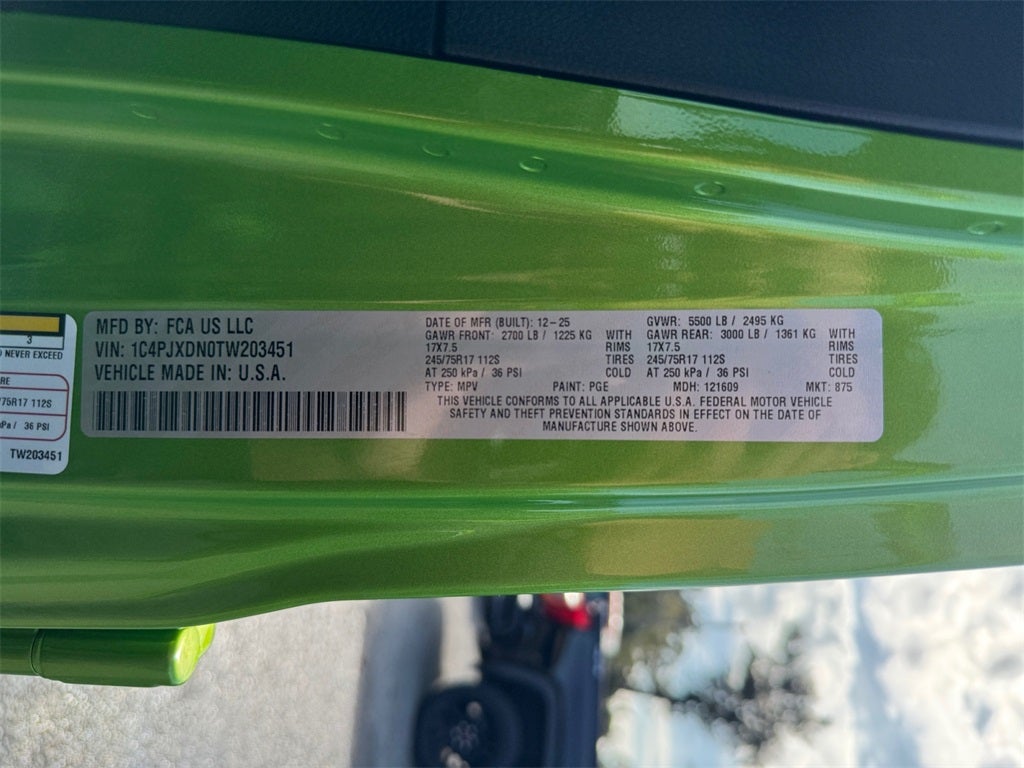 3
D NEVER EXCEED
RE
/75R17 112S
kPa / 36 PSI
TW203451
MFD BY: FCA US LLC
VIN: 1C4PJXDN0TW203451
VEHICLE MADE IN: U.S.A.
DATE OF MFR (BUILT): 12-25 GVWR: 5500 LB / 2495 KG
GAWR FRONT: 2700 LB / 1225 KG WITH GAWR REAR: 3000 LB / 1361 KG WITH
17X7.5 RIMS 17X7.5 RIMS
245/75R17 112S TIRES 245/75R17 112S TIRES
AT 250 kPa / 36 PSI COLD AT 250 kPa / 36 PSI COLD
TYPE: MPV PAINT: PGE MDH: 121609 MKT: 875
THIS VEHICLE CONFORMS TO ALL APPLICABLE U.S.A. FEDERAL MOTOR VEHICLE
SAFETY AND THEFT PREVENTION STANDARDS IN EFFECT ON THE DATE OF
MANUFACTURE SHOWN ABOVE.